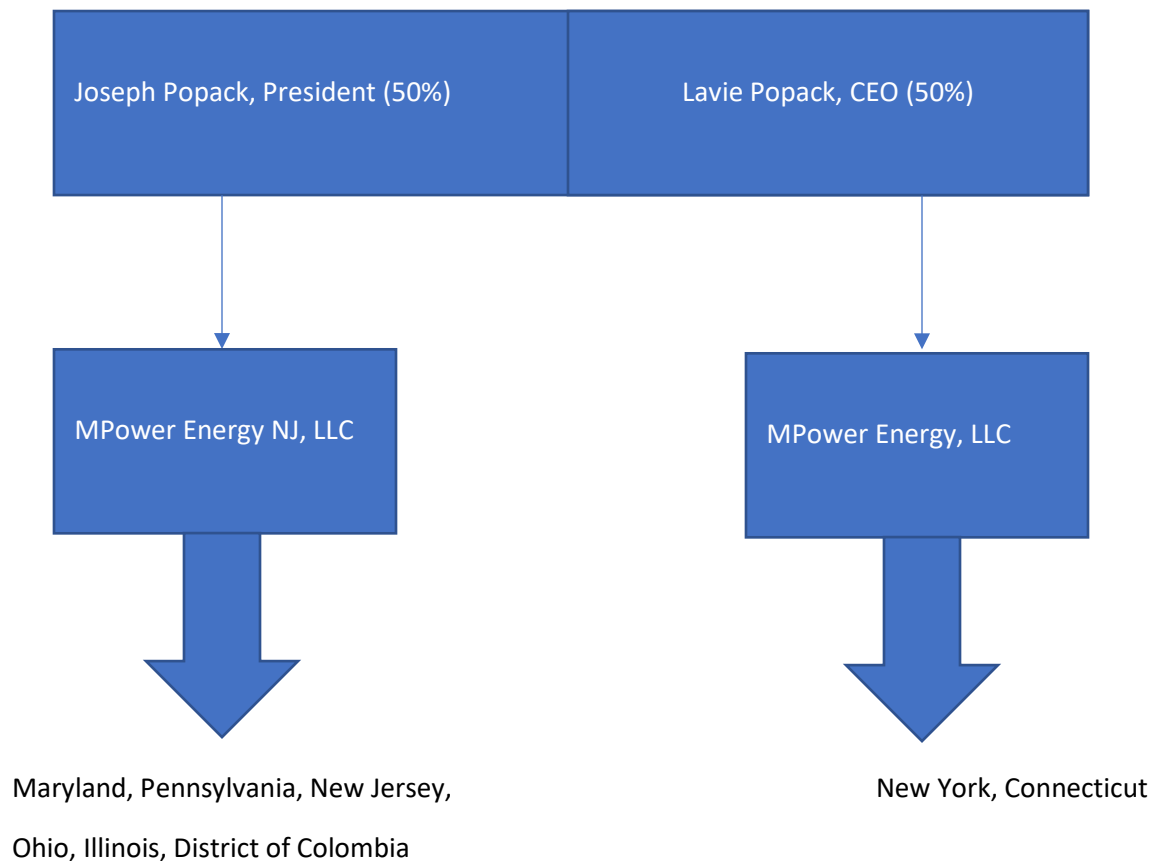 Joseph Popack, President (50%)
Lavie Popack, CEO (50%)
MPower Energy NJ, LLC
MPower Energy, LLC
Maryland, Pennsylvania, New Jersey,
Ohio, Illinois, District of Colombia
New York, Connecticut